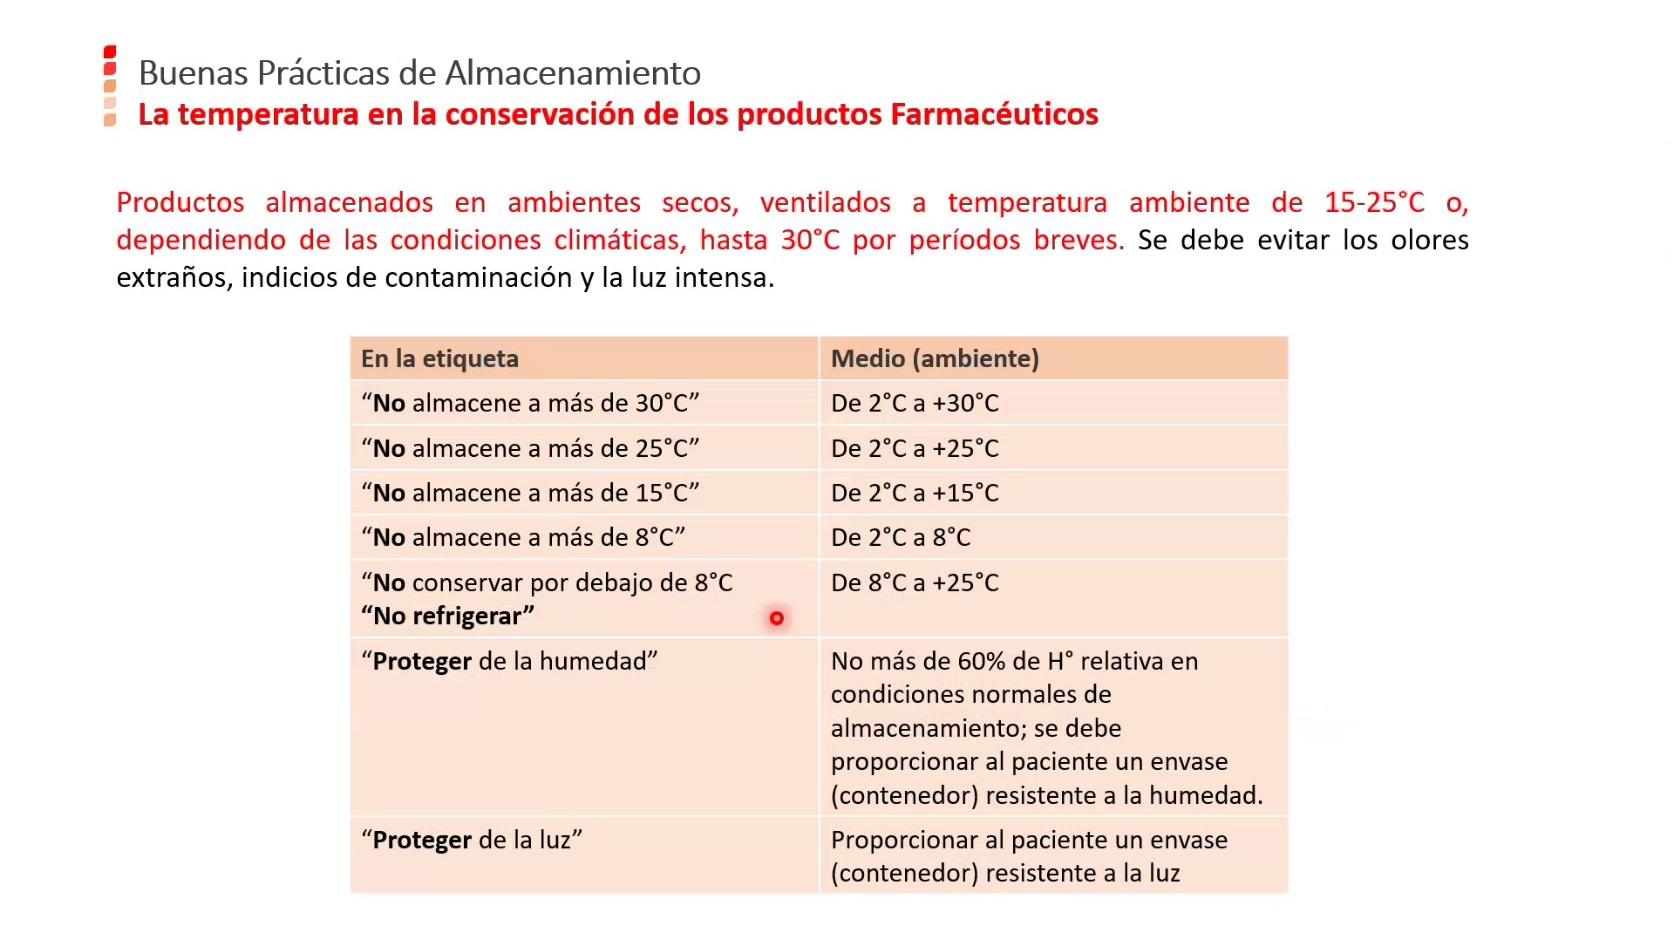 Buenas Prácticas de Almacenamiento
La temperatura en la conservación de los productos Farmacéuticos
Productos almacenados en ambientes secos, ventilados a temperatura ambiente de 15-25°C o,
dependiendo de las condiciones climáticas, hasta 30°C por períodos breves. Se debe evitar los olores
extraños, indicios de contaminación y la luz intensa.
En la etiqueta
Medio (ambiente)
“No almacene a más de 30°C”
De 2°C a +30°C
“No almacene a más de 25°C”
De 2°C a +25°C
“No almacene a más de 15°C”
De 2°C a +15°C
“No almacene a más de 8°C”
De 2°C a 8°C
“No conservar por debajo de 8°C
“No refrigerar”
De 8°C a +25°C
“Proteger de la humedad”
No más de 60% de H° relativa en
condiciones normales de
almacenamiento; se debe
proporcionar al paciente un envase
(contenedor) resistente a la humedad.
“Proteger de la luz”
Proporcionar al paciente un envase
(contenedor) resistente a la luz